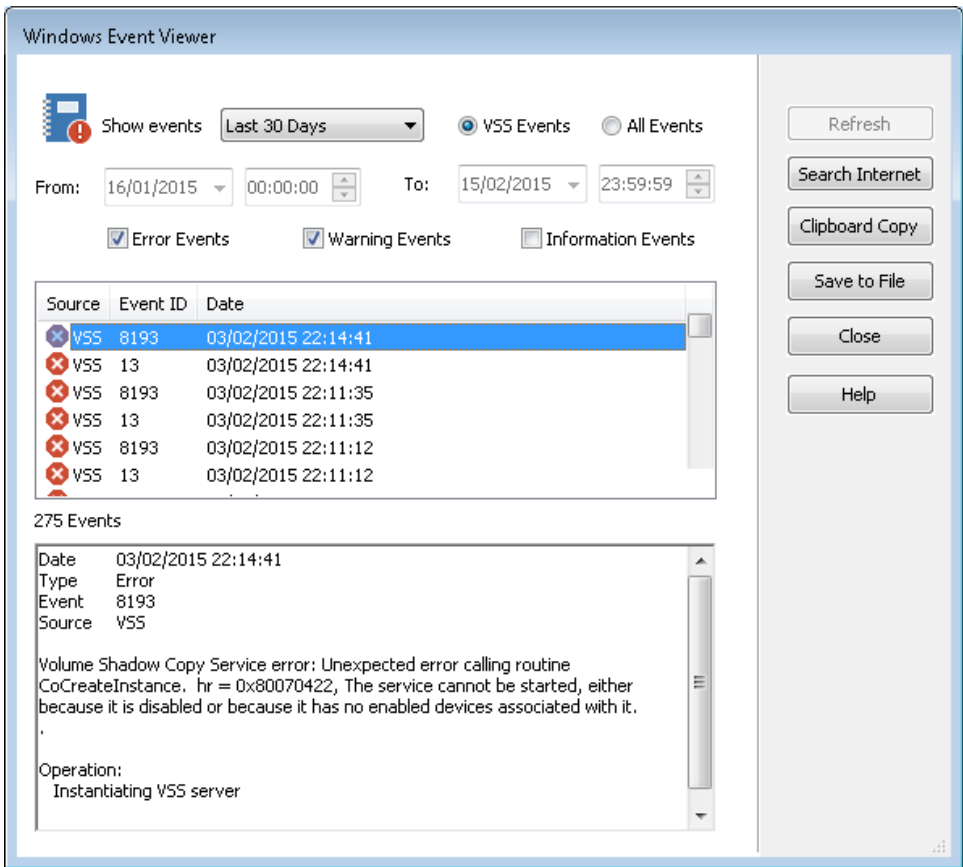 Windows Event Viewer
Show events Last 30 Days VSS Events All Events
Refresh
From: 16/01/2015 00:00:00 To: 15/02/2015 23:59:59
Search Internet
Error Events Warning Events Information Events
Clipboard Copy
Save to File
Close
Help
Source Event ID Date
VSS 8193 03/02/2015 22:14:41
VSS 13 03/02/2015 22:14:41
VSS 8193 03/02/2015 22:11:35
VSS 13 03/02/2015 22:11:35
VSS 8193 03/02/2015 22:11:12
VSS 13 03/02/2015 22:11:12
275 Events
Date 03/02/2015 22:14:41
Type Error
Event 8193
Source VSS
Volume Shadow Copy Service error: Unexpected error calling routine
CoCreateInstance. hr = 0x80070422, The service cannot be started, either
because it is disabled or because it has no enabled devices associated with it.
.
Operation:
Instantiating VSS server